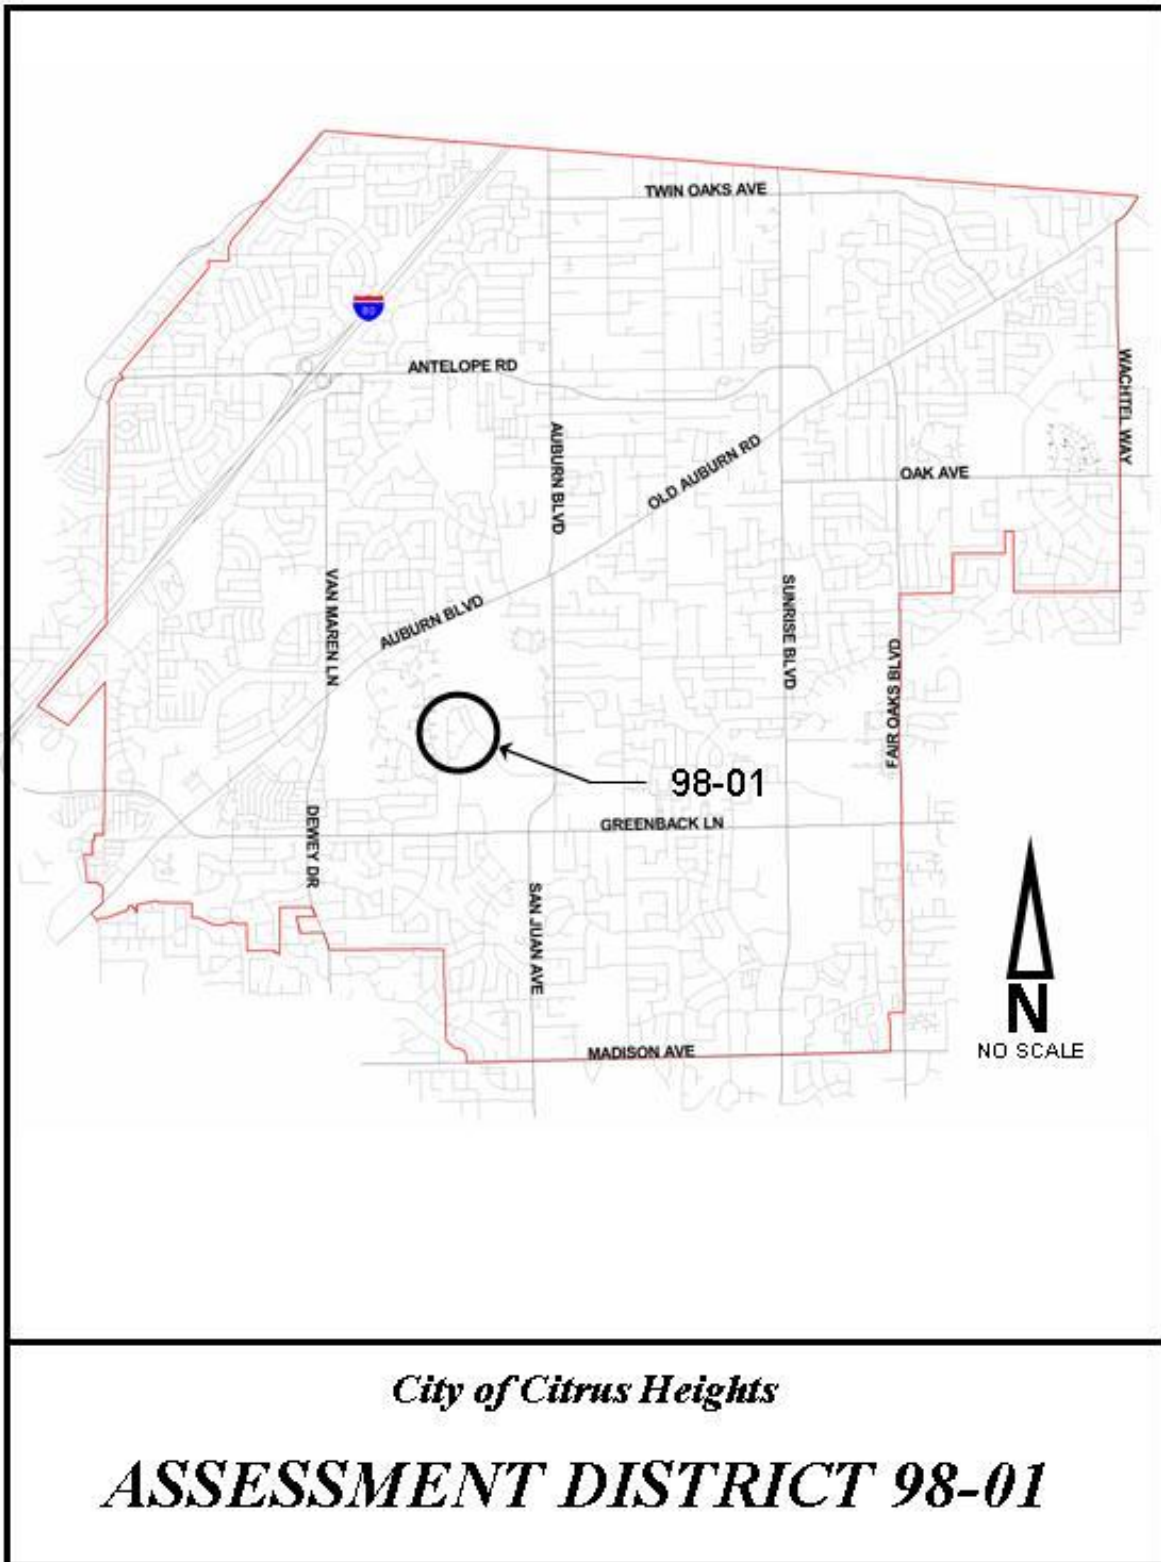 TWIN OAKS AVE
80
ANTELOPE RD
WACHTEL WAY
AUBURN BLVD
OLD AUBURN RD
OAK AVE
VAN MAREN LN
AUBURN BLVD
SUNRISE BLVD
FAIR OAKS BLVD
98-01
GREENBACK LN
DEWEY DR
SAN JUAN AVE
N
NO SCALE
MADISON AVE
City of Citrus Heights
ASSESSMENT DISTRICT 98-01